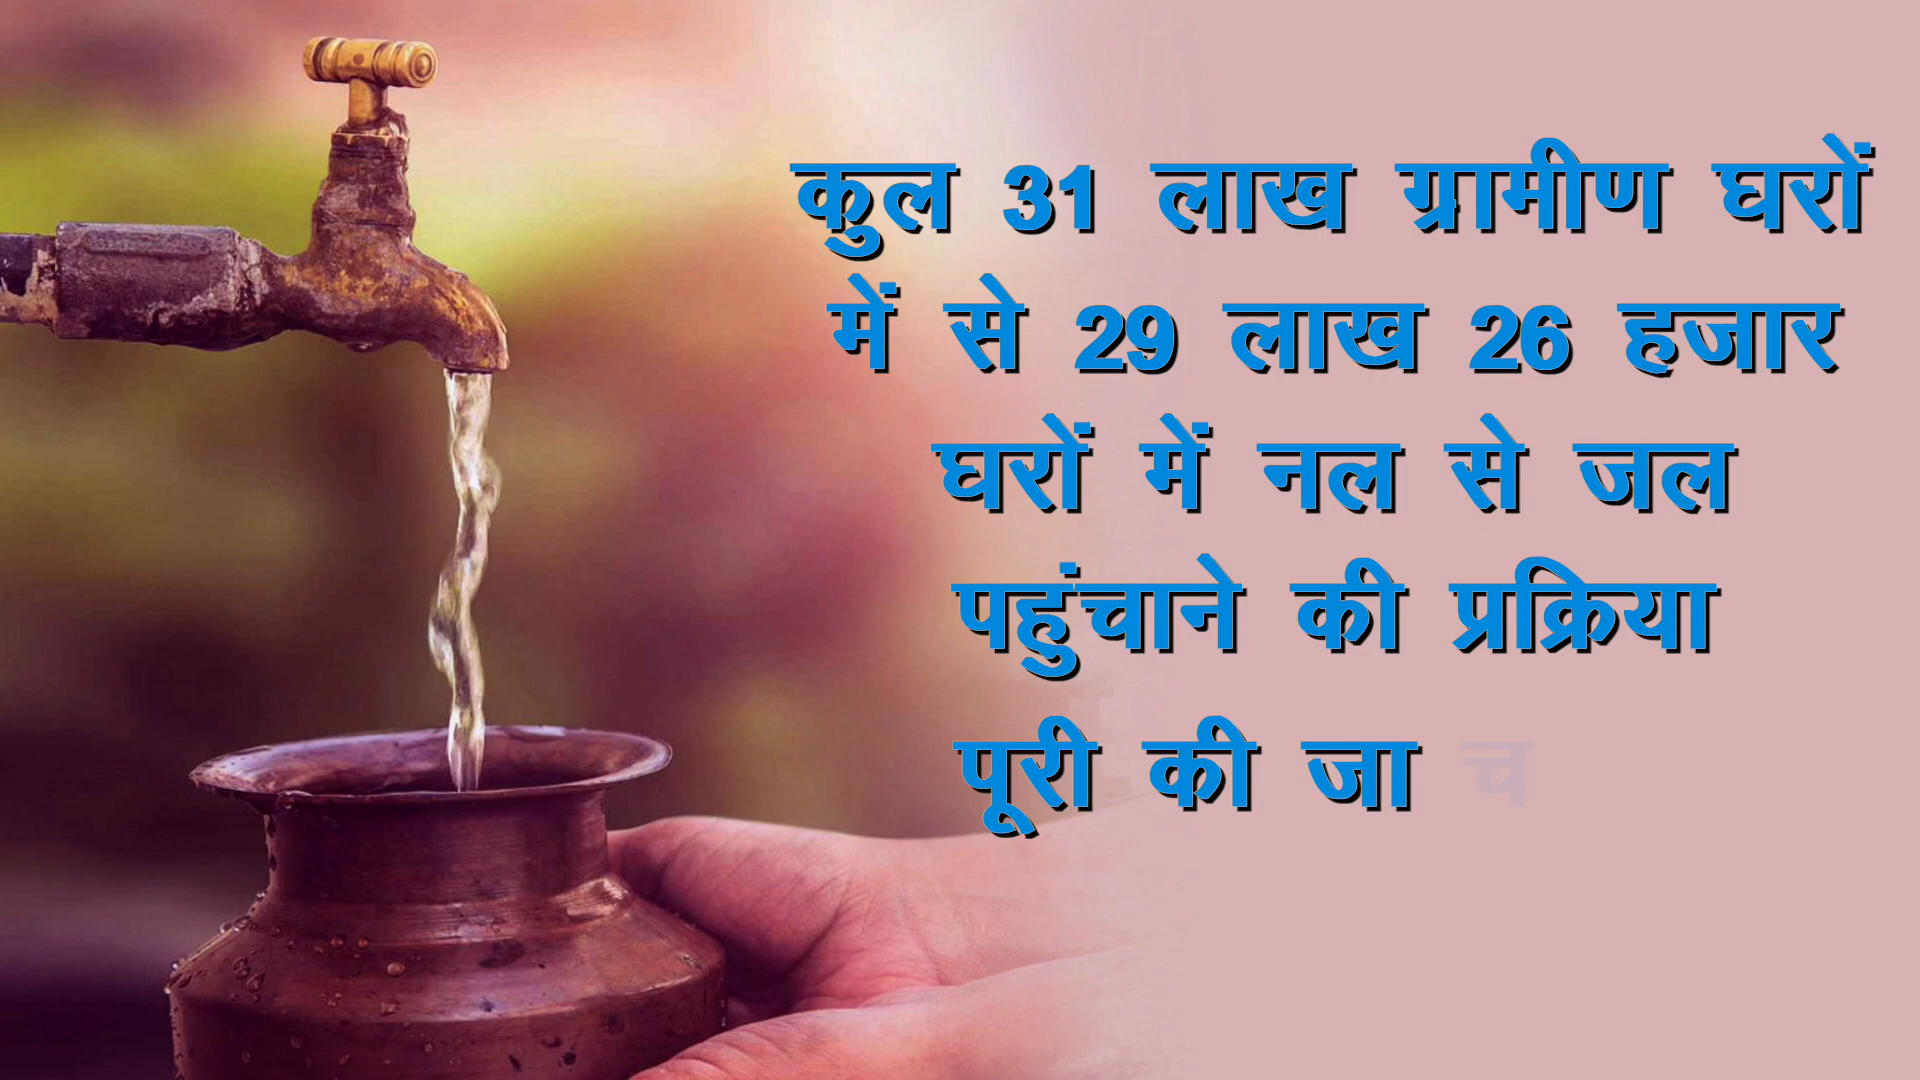 कुल 31 लाख ग्रामीण घरों
में से 29 लाख 26 हजार
घरों में नल से जल
पहुंचाने की प्रक्रिया
पूरी की जा च